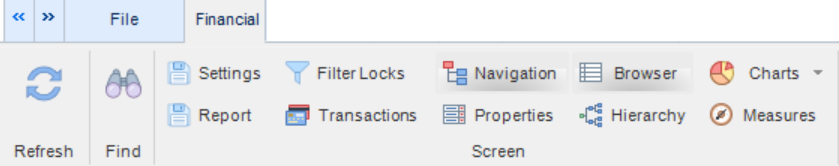 « » File Financial
Settings Filter Locks Navigation Browser Charts
Report Transactions Properties Hierarchy Measures
Refresh Find Screen